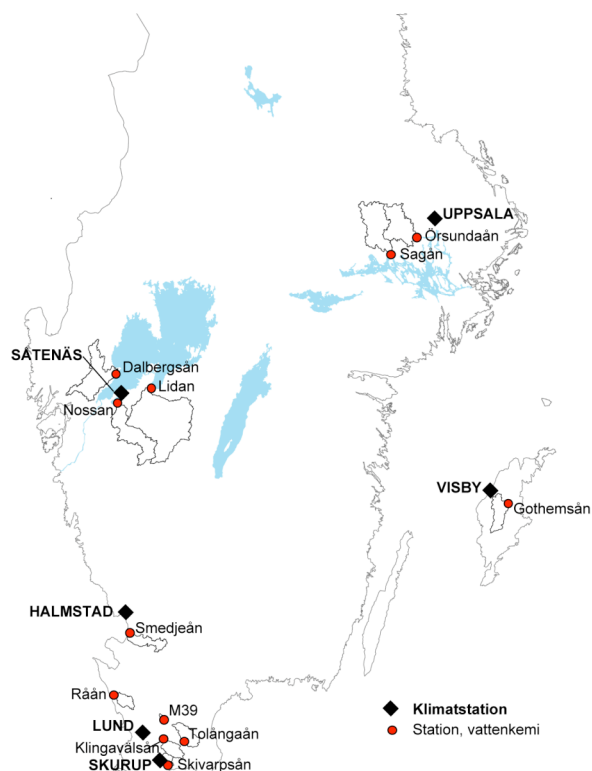 UPPSALA
Örsundaån
Sagån
SÅTENÄS
Dalbergsån
Lidan
Nossan
VISBY
Gothemsån
HALMSTAD
Smedjeån
Råån
M39
LUND
Tolångaån
Klingavälsån
SKURUP
Skivarpsån
Klimatstation
Station, vattenkemi